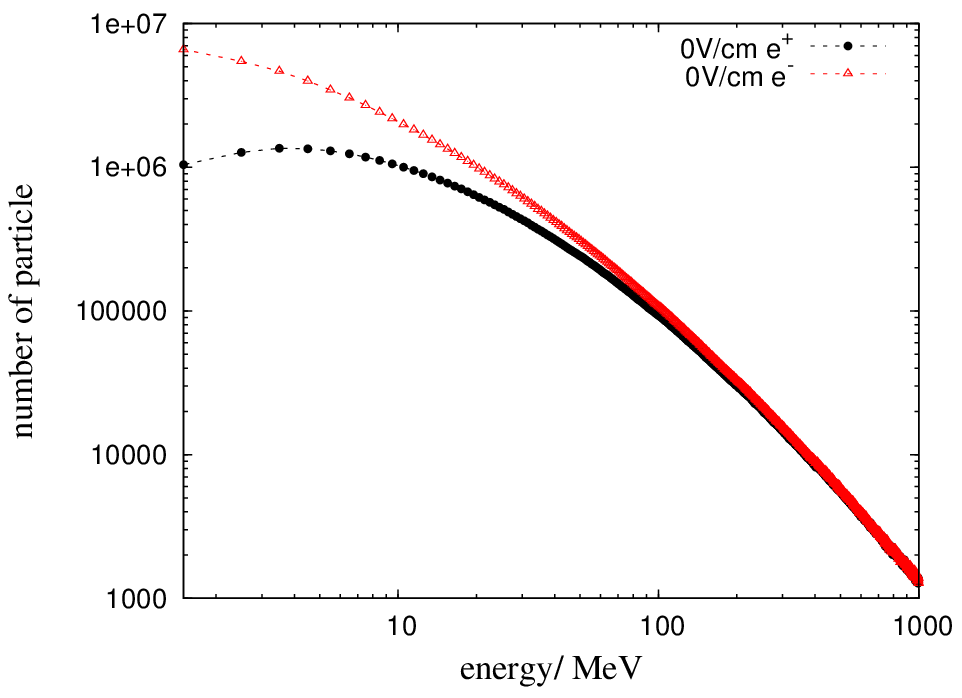 1e+07
1e+06
100000
10000
1000
10
100
1000
number of particle
energy/ MeV
0V/cm e⁺
0V/cm e⁻